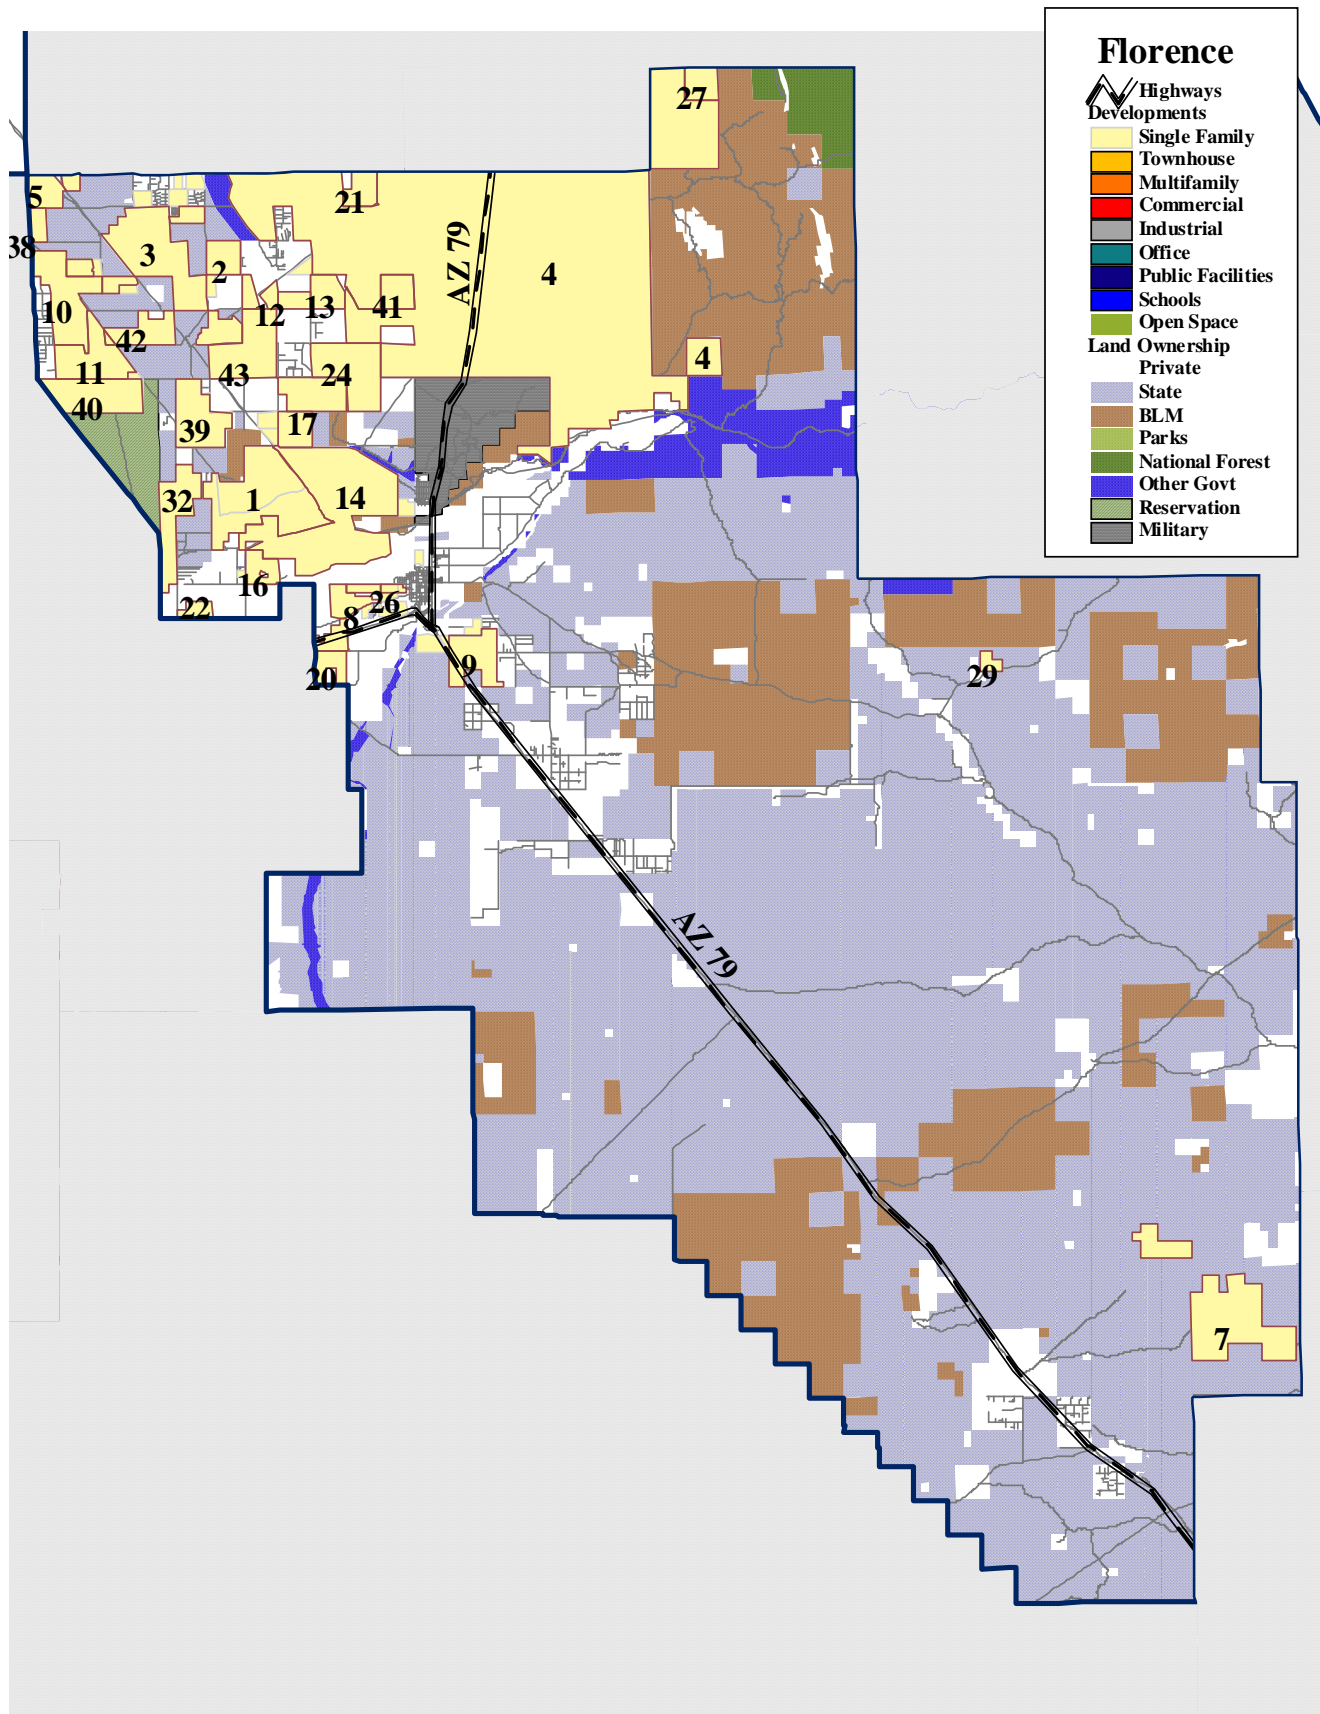 Florence
Highways
Developments
Single Family
Townhouse
Multifamily
Commercial
Industrial
Office
Public Facilities
Schools
Open Space
Land Ownership
Private
State
BLM
Parks
National Forest
Other Govt
Reservation
Military
27
5
21
38
3
2
AZ 79
4
10
12
13
41
42
4
11
43
24
40
39
17
32
1
14
16
22
8
26
20
9
29
AZ 79
7